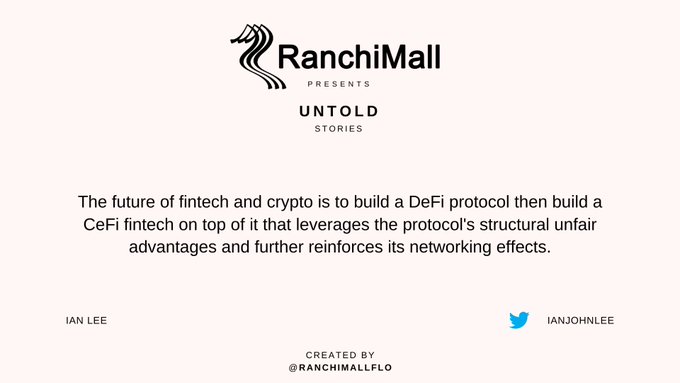 RanchiMall
PRESENTS
UNTOLD
STORIES
The future of fintech and crypto is to build a DeFi protocol then build a
CeFi fintech on top of it that leverages the protocol's structural unfair
advantages and further reinforces its networking effects.
IAN LEE
IANJOHNLEE
CREATED BY
@RANCHIMALLFLO